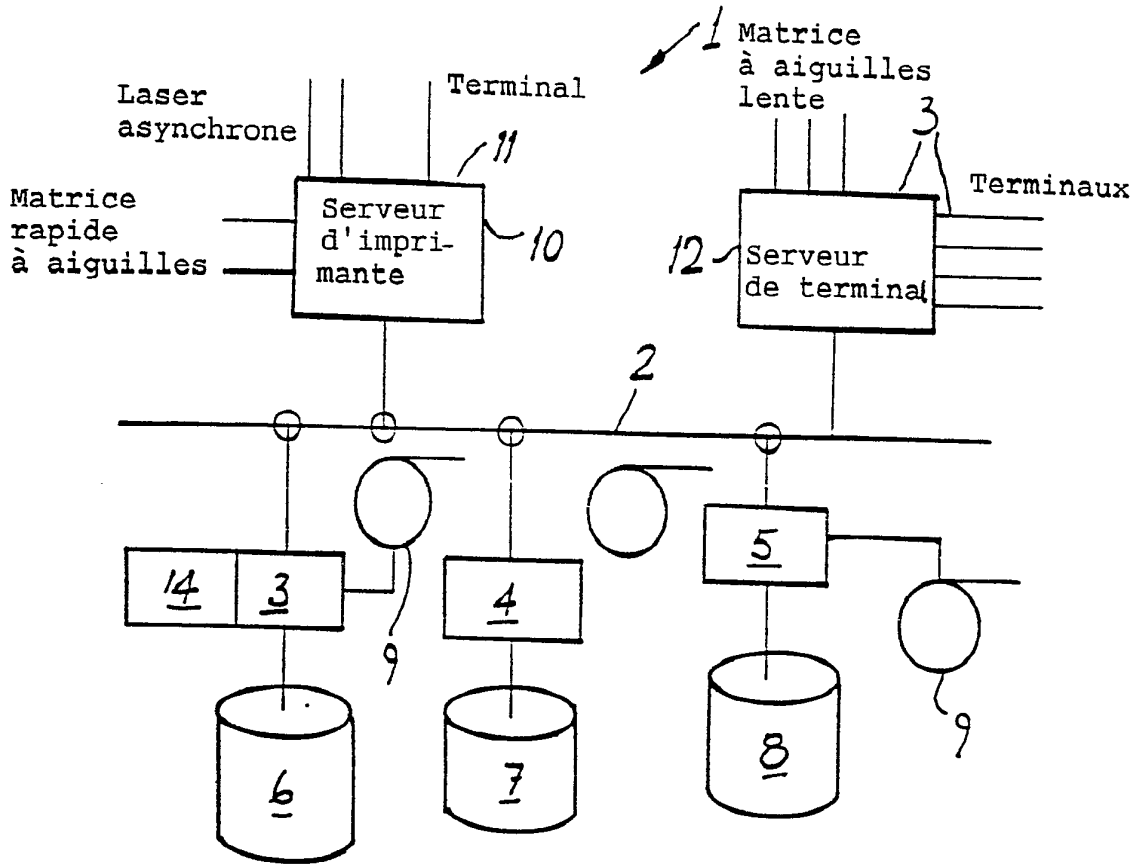 1
Matrice
à aiguilles
lente
Laser
asynchrone
Terminal
11
3
Terminaux
Matrice
rapide
à aiguilles
Serveur
d'impri-
mante
10
12
Serveur
de terminal
2
14
3
4
5
9
9
6
7
8